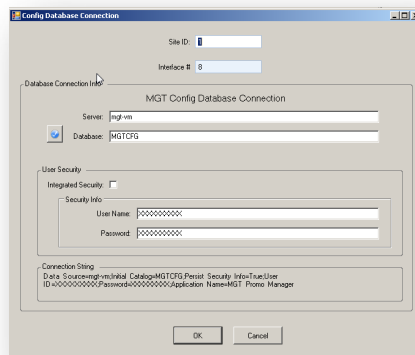 Config Database Connection
Site ID: 1
Interface # 8
Database Connection Info
MGT Config Database Connection
Server: mgt-vm
Database: MGTCFG
User Security
Integrated Security:
Security Info
User Name: XXXXXXXXXX
Password: XXXXXXXXXX
Connection String
Data Source=mgt-vm;Initial Catalog=MGTCFG;Persist Security Info=True;User
ID=XXXXXXXXX;Password=XXXXXXXXX;Application Name=MGT Promo Manager
OK
Cancel